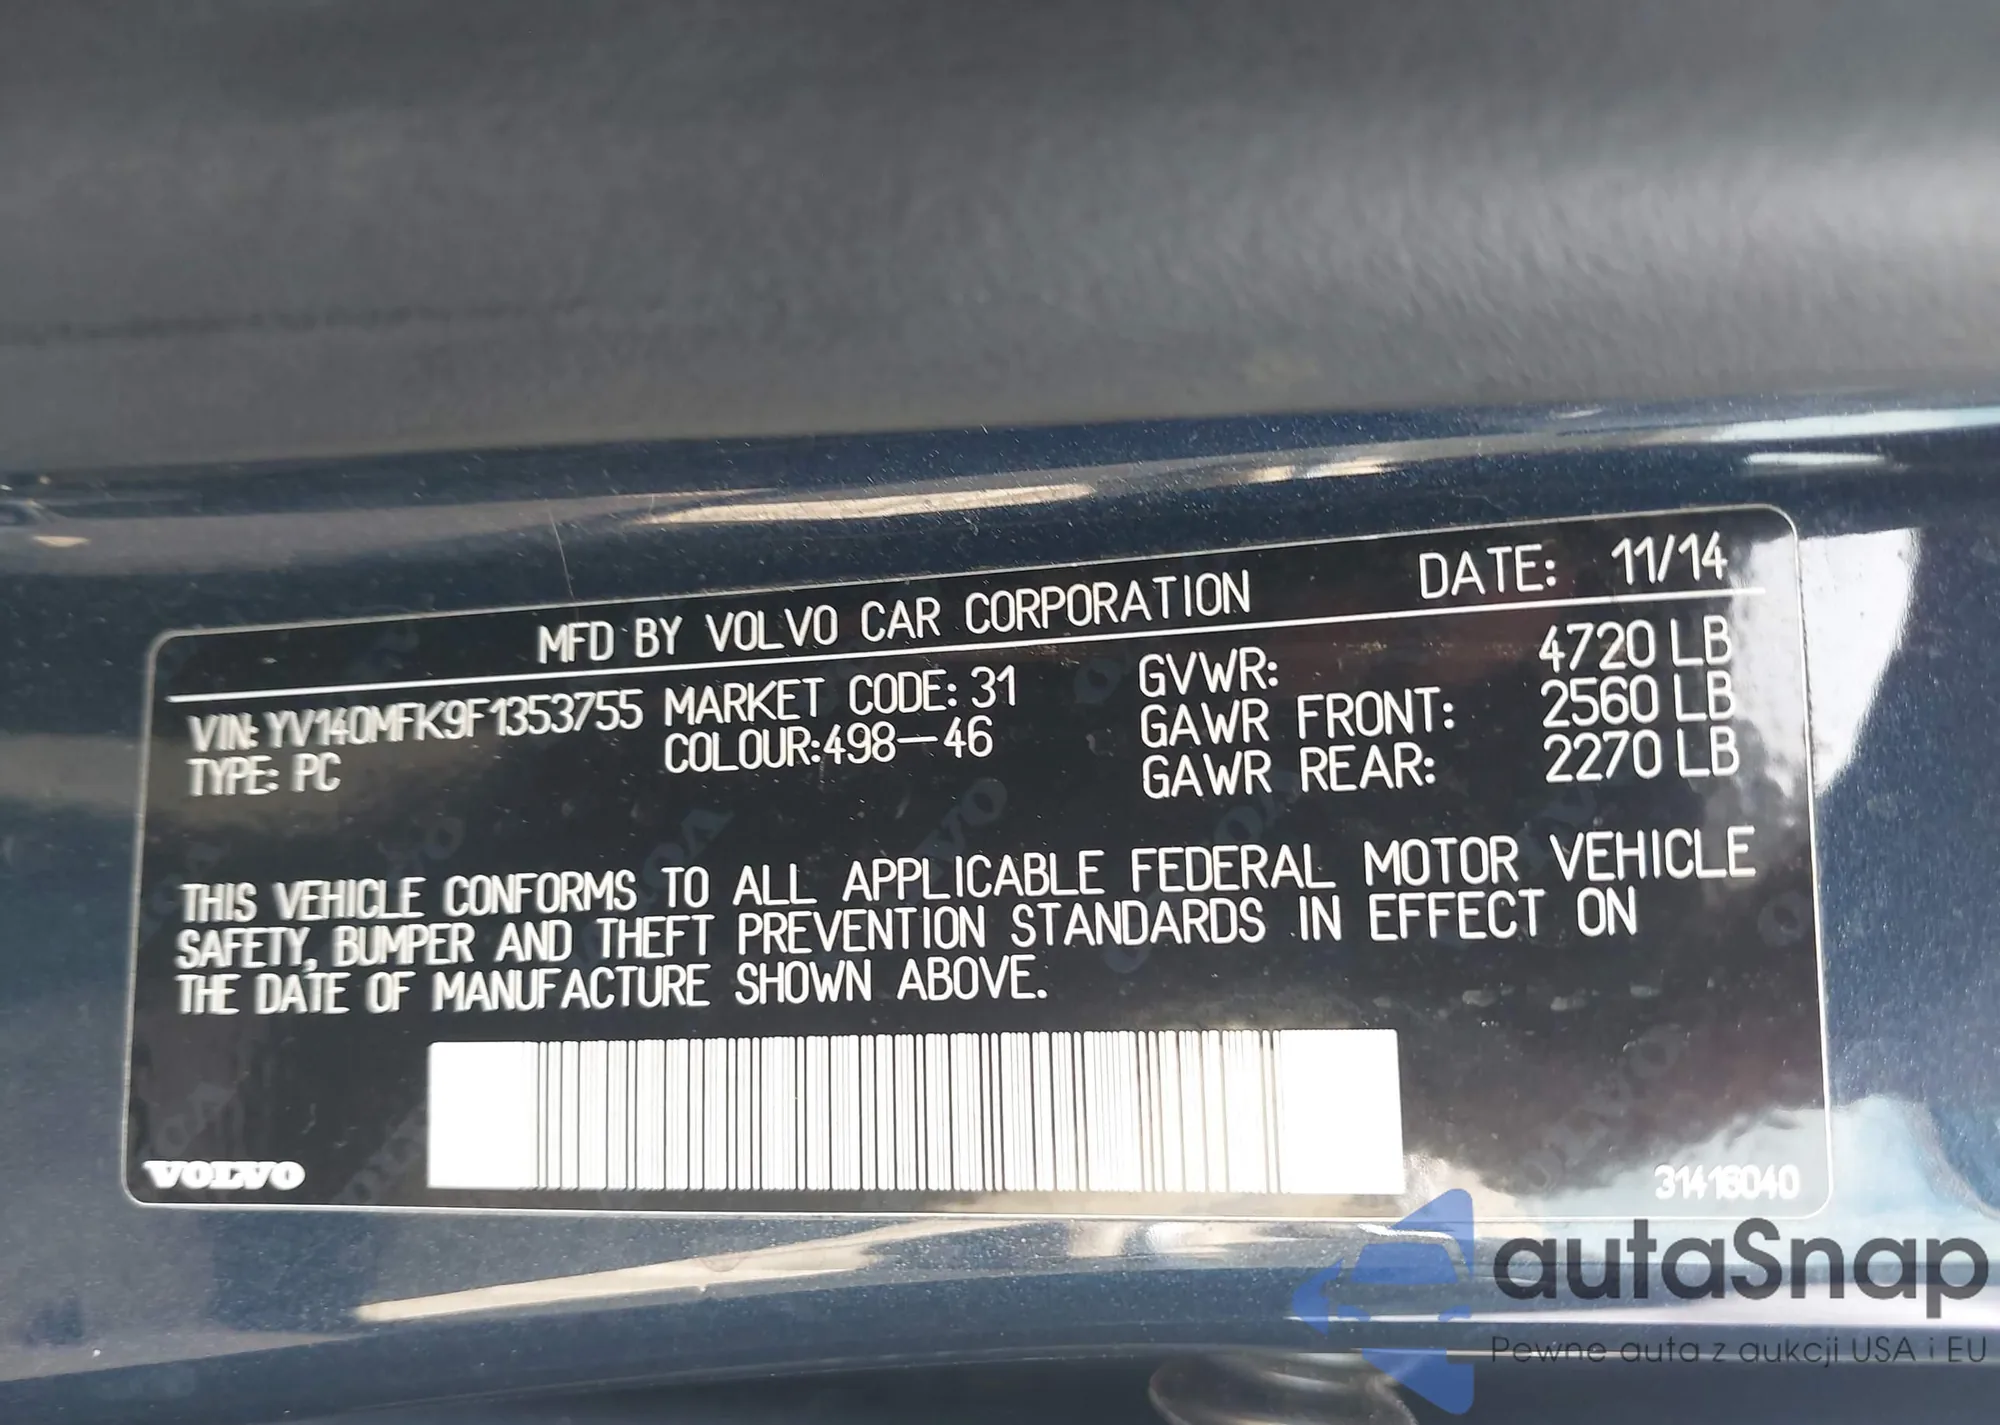 MFD BY VOLVO CAR CORPORATION DATE: 11/14
VIN: YV140MFK9F1353755 MARKET CODE: 31 GVWR: 4720 LB
TYPE: PC COLOUR:498-46 GAWR FRONT: 2560 LB
GAWR REAR: 2270 LB
THIS VEHICLE CONFORMS TO ALL APPLICABLE FEDERAL MOTOR VEHICLE
SAFETY, BUMPER AND THEFT PREVENTION STANDARDS IN EFFECT ON
THE DATE OF MANUFACTURE SHOWN ABOVE.
VOLVO
31416040
autaSnap
Pewne auta z aukcji USA i EU